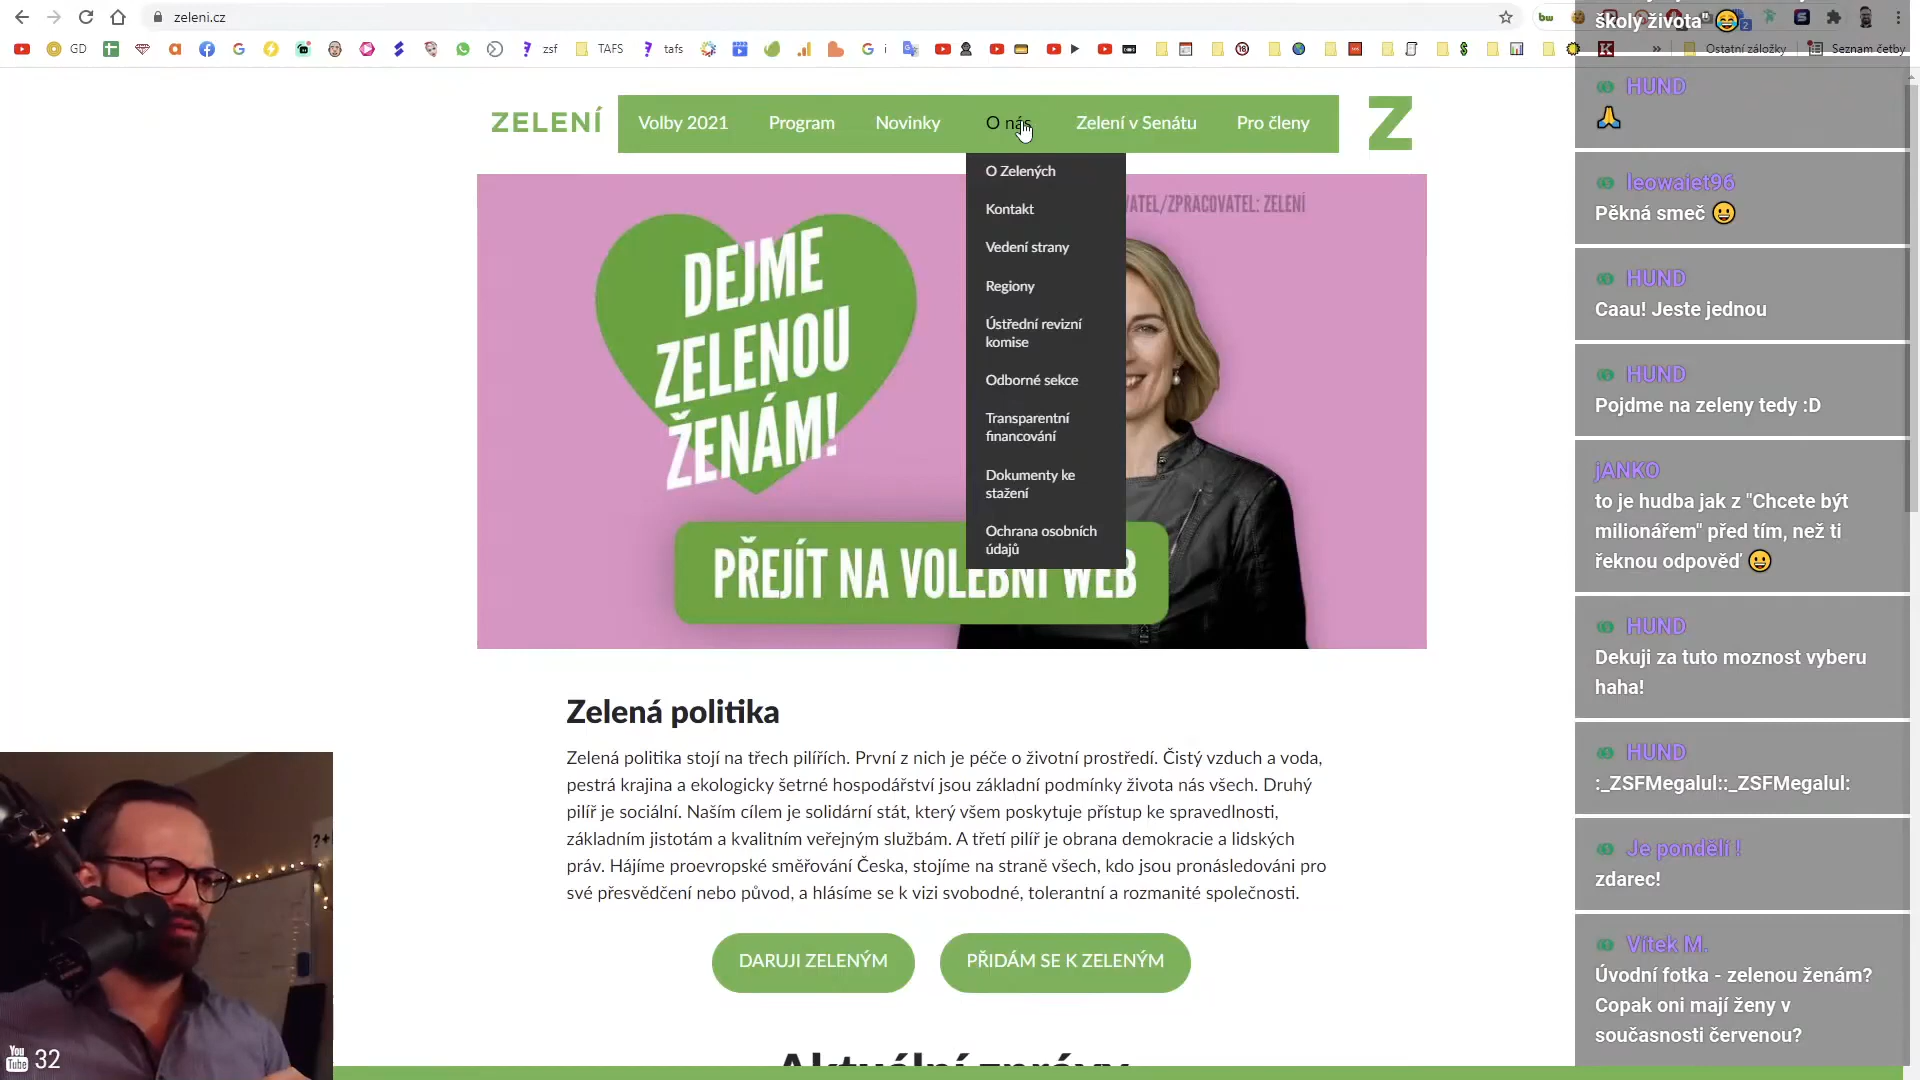 zeleni.cz
GD
zsf
TAFS
tafs
i
Ostatní záložky
Seznam četby
ZELENÍ
Volby 2021
Program
Novinky
O nás
Zelení v Senátu
Pro členy
Z
O Zelených
Kontakt
Vedení strany
Regiony
Ústřední revizní
komise
Odborné sekce
Transparentní
financování
Dokumenty ke
stažení
Ochrana osobních
údajů
VATEL/ZPRACOVATEL: ZELENÍ
DEJME
ZELENOU
ŽENÁM!
PŘEJÍT NA VOLEBNÍ WEB
Zelená politika
Zelená politika stojí na třech pilířích. První z nich je péče o životní prostředí. Čistý vzduch a voda,
pestrá krajina a ekologicky šetrné hospodářství jsou základní podmínky života nás všech. Druhý
pilíř je sociální. Naším cílem je solidární stát, který všem poskytuje přístup ke spravedlnosti,
základním jistotám a kvalitním veřejným službám. A třetí pilíř je obrana demokracie a lidských
práv. Hájíme proevropské směřování Česka, stojíme na straně všech, kdo jsou pronásledováni pro
své přesvědčení nebo původ, a hlásíme se k vizi svobodné, tolerantní a rozmanité společnosti.
DARUJI ZELENÝM
PŘIDÁM SE K ZELENÝM
Aktuální zprávy
školy života" 😂
HUND
🙏
leowaiet96
Pěkná smeč 😀
HUND
Caau! Jeste jednou
HUND
Pojdme na zeleny tedy :D
jANKO
to je hudba jak z "Chcete být
milionářem" před tím, než ti
řeknou odpověď 😀
HUND
Dekuji za tuto moznost vyberu
haha!
HUND
:_ZSFMegalul::_ZSFMegalul:
Je pondělí !
zdarec!
Vítek M.
Úvodní fotka - zelenou ženám?
Copak oni mají ženy v
současnosti červenou?
You
Tube
32